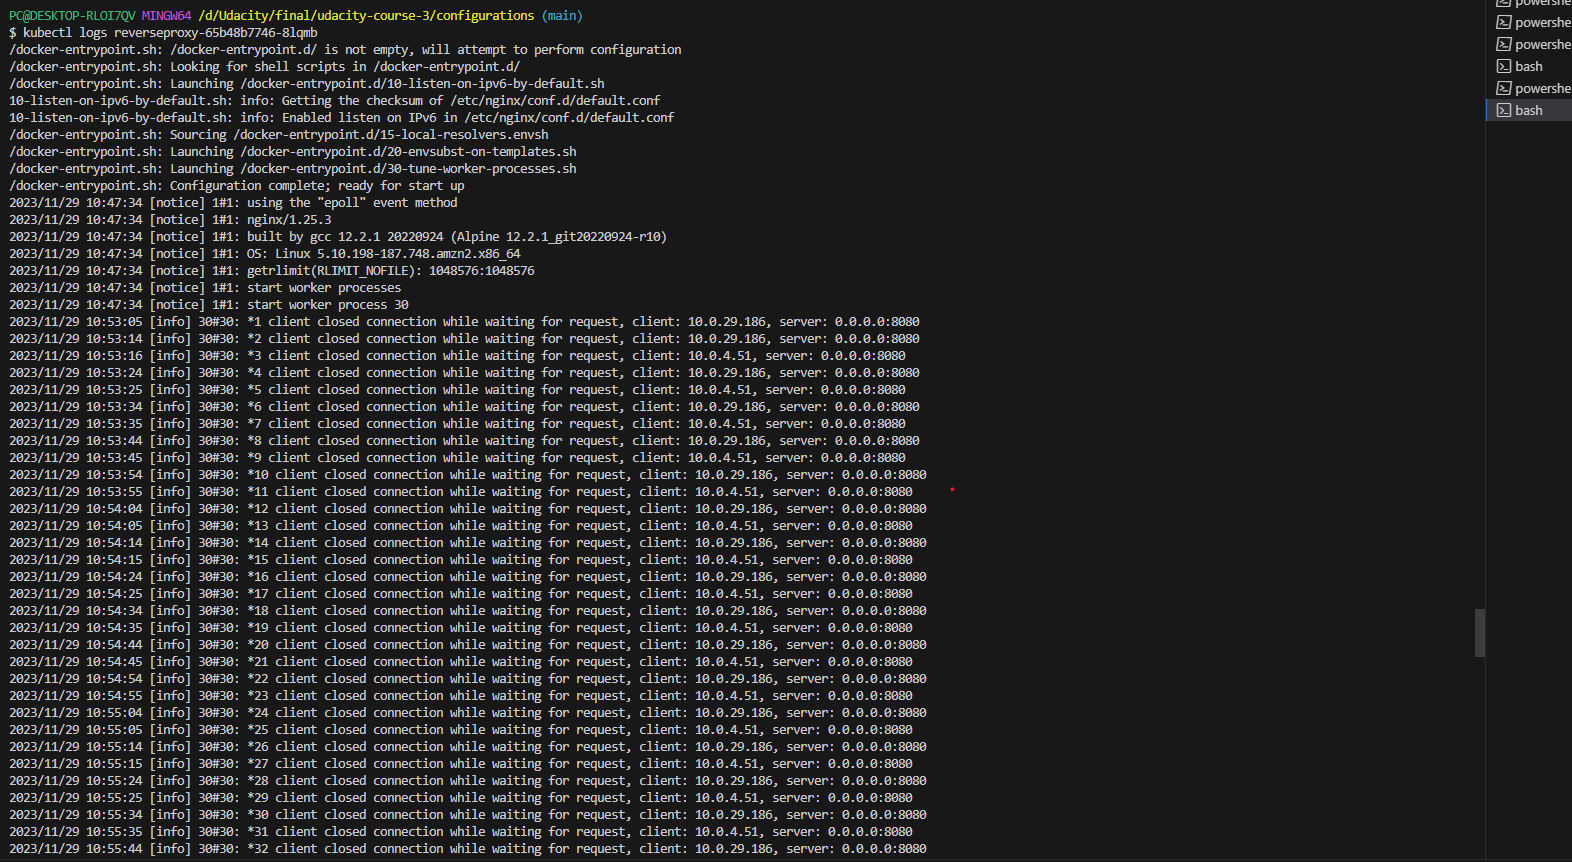 PC@DESKTOP-RLOI7QV MINGW64 /d/Udacity/final/udacity-course-3/configurations (main)
$ kubectl logs reverseproxy-65b48b7746-8lqmb
/docker-entrypoint.sh: /docker-entrypoint.d/ is not empty, will attempt to perform configuration
/docker-entrypoint.sh: Looking for shell scripts in /docker-entrypoint.d/
/docker-entrypoint.sh: Launching /docker-entrypoint.d/10-listen-on-ipv6-by-default.sh
10-listen-on-ipv6-by-default.sh: info: Getting the checksum of /etc/nginx/conf.d/default.conf
10-listen-on-ipv6-by-default.sh: info: Enabled listen on IPv6 in /etc/nginx/conf.d/default.conf
/docker-entrypoint.sh: Sourcing /docker-entrypoint.d/15-local-resolvers.envsh
/docker-entrypoint.sh: Launching /docker-entrypoint.d/20-envsubst-on-templates.sh
/docker-entrypoint.sh: Launching /docker-entrypoint.d/30-tune-worker-processes.sh
/docker-entrypoint.sh: Configuration complete; ready for start up
2023/11/29 10:47:34 [notice] 1#1: using the "epoll" event method
2023/11/29 10:47:34 [notice] 1#1: nginx/1.25.3
2023/11/29 10:47:34 [notice] 1#1: built by gcc 12.2.1 20220924 (Alpine 12.2.1_git20220924-r10)
2023/11/29 10:47:34 [notice] 1#1: OS: Linux 5.10.198-187.748.amzn2.x86_64
2023/11/29 10:47:34 [notice] 1#1: getrlimit(RLIMIT_NOFILE): 1048576:1048576
2023/11/29 10:47:34 [notice] 1#1: start worker processes
2023/11/29 10:47:34 [notice] 1#1: start worker process 30
2023/11/29 10:53:05 [info] 30#30: *1 client closed connection while waiting for request, client: 10.0.29.186, server: 0.0.0.0:8080
2023/11/29 10:53:14 [info] 30#30: *2 client closed connection while waiting for request, client: 10.0.29.186, server: 0.0.0.0:8080
2023/11/29 10:53:16 [info] 30#30: *3 client closed connection while waiting for request, client: 10.0.4.51, server: 0.0.0.0:8080
2023/11/29 10:53:24 [info] 30#30: *4 client closed connection while waiting for request, client: 10.0.29.186, server: 0.0.0.0:8080
2023/11/29 10:53:25 [info] 30#30: *5 client closed connection while waiting for request, client: 10.0.4.51, server: 0.0.0.0:8080
2023/11/29 10:53:34 [info] 30#30: *6 client closed connection while waiting for request, client: 10.0.29.186, server: 0.0.0.0:8080
2023/11/29 10:53:35 [info] 30#30: *7 client closed connection while waiting for request, client: 10.0.4.51, server: 0.0.0.0:8080
2023/11/29 10:53:44 [info] 30#30: *8 client closed connection while waiting for request, client: 10.0.29.186, server: 0.0.0.0:8080
2023/11/29 10:53:45 [info] 30#30: *9 client closed connection while waiting for request, client: 10.0.4.51, server: 0.0.0.0:8080
2023/11/29 10:53:54 [info] 30#30: *10 client closed connection while waiting for request, client: 10.0.29.186, server: 0.0.0.0:8080
2023/11/29 10:53:55 [info] 30#30: *11 client closed connection while waiting for request, client: 10.0.4.51, server: 0.0.0.0:8080
2023/11/29 10:54:04 [info] 30#30: *12 client closed connection while waiting for request, client: 10.0.29.186, server: 0.0.0.0:8080
2023/11/29 10:54:05 [info] 30#30: *13 client closed connection while waiting for request, client: 10.0.4.51, server: 0.0.0.0:8080
2023/11/29 10:54:14 [info] 30#30: *14 client closed connection while waiting for request, client: 10.0.29.186, server: 0.0.0.0:8080
2023/11/29 10:54:15 [info] 30#30: *15 client closed connection while waiting for request, client: 10.0.4.51, server: 0.0.0.0:8080
2023/11/29 10:54:24 [info] 30#30: *16 client closed connection while waiting for request, client: 10.0.29.186, server: 0.0.0.0:8080
2023/11/29 10:54:25 [info] 30#30: *17 client closed connection while waiting for request, client: 10.0.4.51, server: 0.0.0.0:8080
2023/11/29 10:54:34 [info] 30#30: *18 client closed connection while waiting for request, client: 10.0.29.186, server: 0.0.0.0:8080
2023/11/29 10:54:35 [info] 30#30: *19 client closed connection while waiting for request, client: 10.0.4.51, server: 0.0.0.0:8080
2023/11/29 10:54:44 [info] 30#30: *20 client closed connection while waiting for request, client: 10.0.29.186, server: 0.0.0.0:8080
2023/11/29 10:54:45 [info] 30#30: *21 client closed connection while waiting for request, client: 10.0.4.51, server: 0.0.0.0:8080
2023/11/29 10:54:54 [info] 30#30: *22 client closed connection while waiting for request, client: 10.0.29.186, server: 0.0.0.0:8080
2023/11/29 10:54:55 [info] 30#30: *23 client closed connection while waiting for request, client: 10.0.4.51, server: 0.0.0.0:8080
2023/11/29 10:55:04 [info] 30#30: *24 client closed connection while waiting for request, client: 10.0.29.186, server: 0.0.0.0:8080
2023/11/29 10:55:05 [info] 30#30: *25 client closed connection while waiting for request, client: 10.0.4.51, server: 0.0.0.0:8080
2023/11/29 10:55:14 [info] 30#30: *26 client closed connection while waiting for request, client: 10.0.29.186, server: 0.0.0.0:8080
2023/11/29 10:55:15 [info] 30#30: *27 client closed connection while waiting for request, client: 10.0.4.51, server: 0.0.0.0:8080
2023/11/29 10:55:24 [info] 30#30: *28 client closed connection while waiting for request, client: 10.0.29.186, server: 0.0.0.0:8080
2023/11/29 10:55:25 [info] 30#30: *29 client closed connection while waiting for request, client: 10.0.4.51, server: 0.0.0.0:8080
2023/11/29 10:55:34 [info] 30#30: *30 client closed connection while waiting for request, client: 10.0.29.186, server: 0.0.0.0:8080
2023/11/29 10:55:35 [info] 30#30: *31 client closed connection while waiting for request, client: 10.0.4.51, server: 0.0.0.0:8080
2023/11/29 10:55:44 [info] 30#30: *32 client closed connection while waiting for request, client: 10.0.29.186, server: 0.0.0.0:8080
powershe
powershe
powershe
bash
powershe
bash